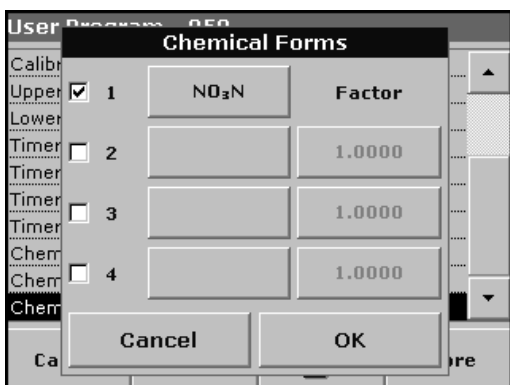 User Program
Chemical Forms
Calibr
Upper
Lower
Timer
Timer
Timer
Timer
Chem
Chem
Chem
1 NO₃N Factor
2 1.0000
3 1.0000
4 1.0000
Cancel OK
Ca
ore